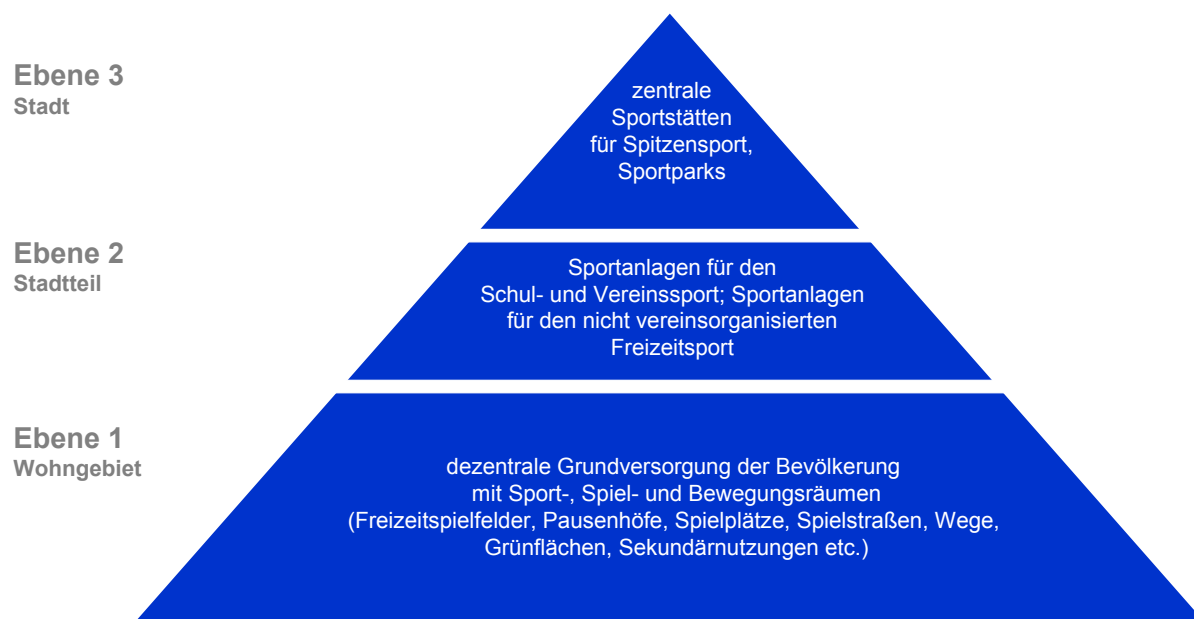 Ebene 3
Stadt
zentrale
Sportstätten
für Spitzensport,
Sportparks
Ebene 2
Stadtteil
Sportanlagen für den
Schul- und Vereinssport; Sportanlagen
für den nicht vereinsorganisierten
Freizeitsport
Ebene 1
Wohngebiet
dezentrale Grundversorgung der Bevölkerung
mit Sport-, Spiel- und Bewegungsräumen
(Freizeitspielfelder, Pausenhöfe, Spielplätze, Spielstraßen, Wege,
Grünflächen, Sekundärnutzungen etc.)